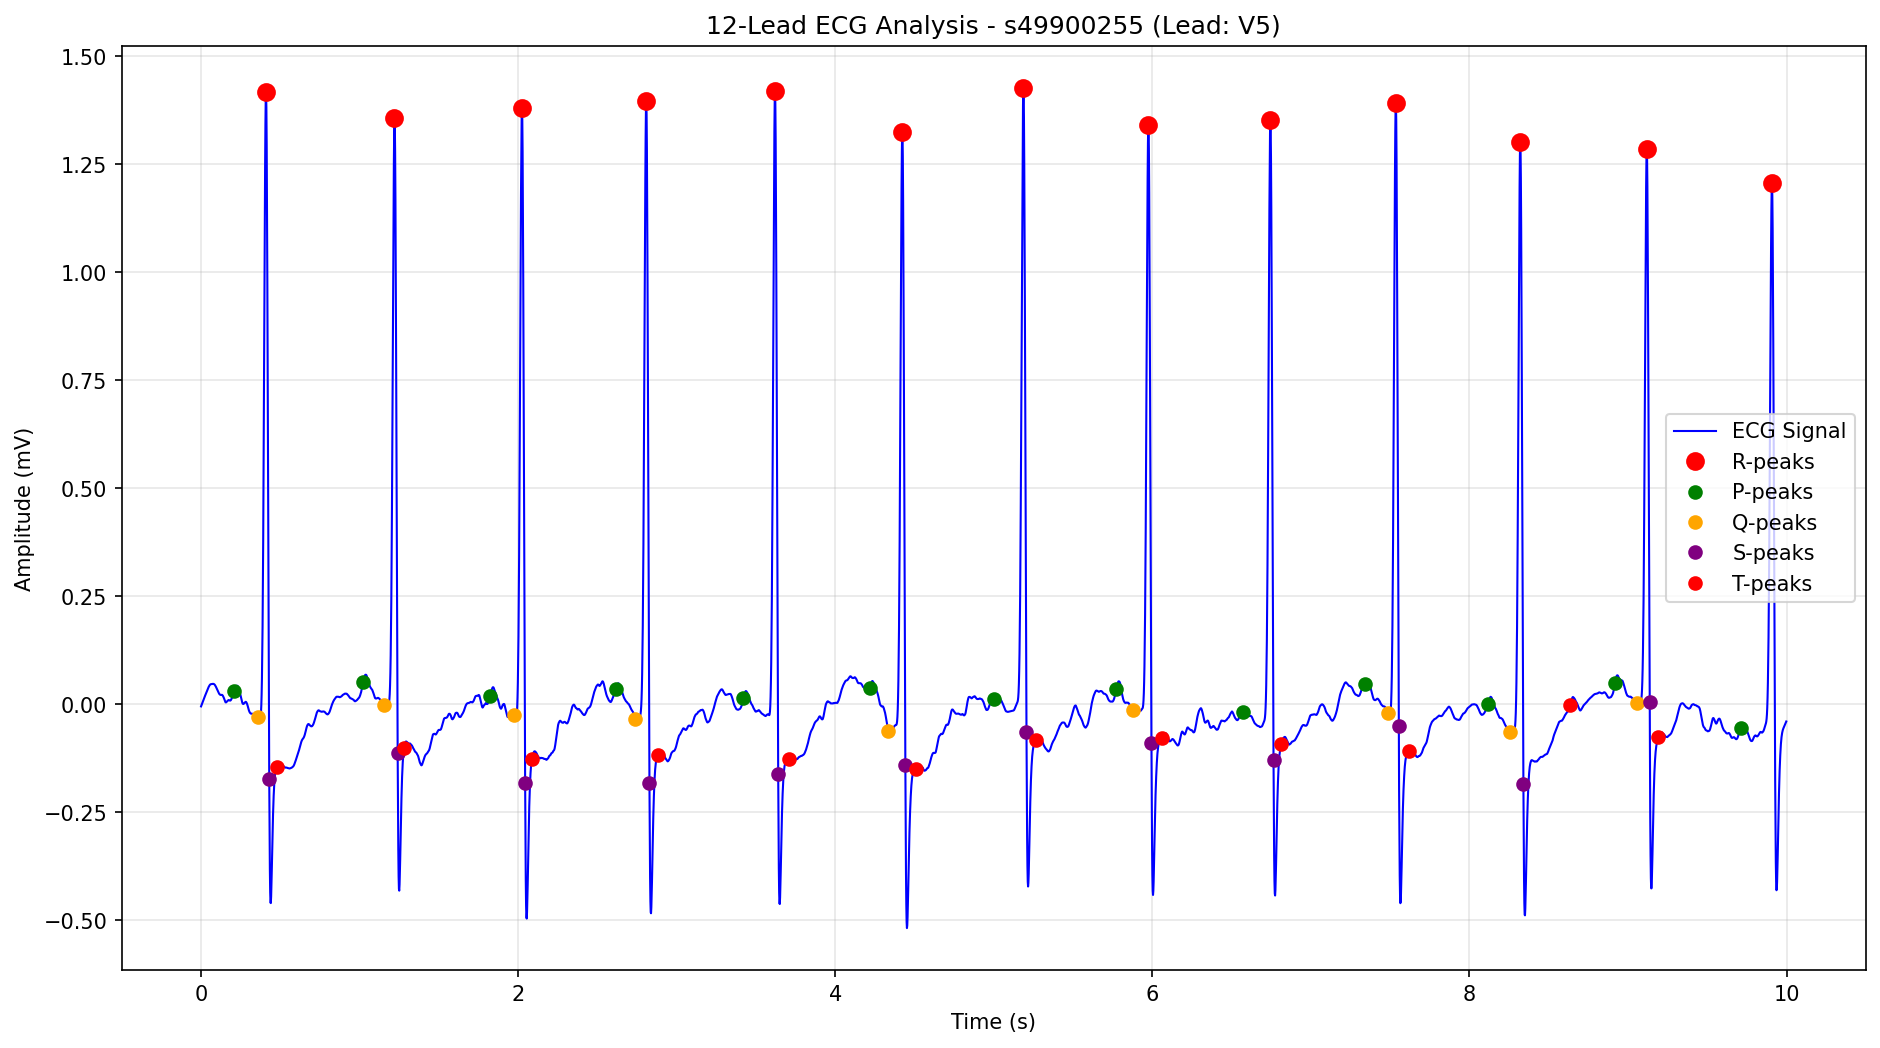 12-Lead ECG Analysis - s49900255 (Lead: V5)
1.50
1.25
1.00
0.75
0.50
0.25
0.00
−0.25
−0.50
Amplitude (mV)
ECG Signal
R-peaks
P-peaks
Q-peaks
S-peaks
T-peaks
0 2 4 6 8 10
Time (s)